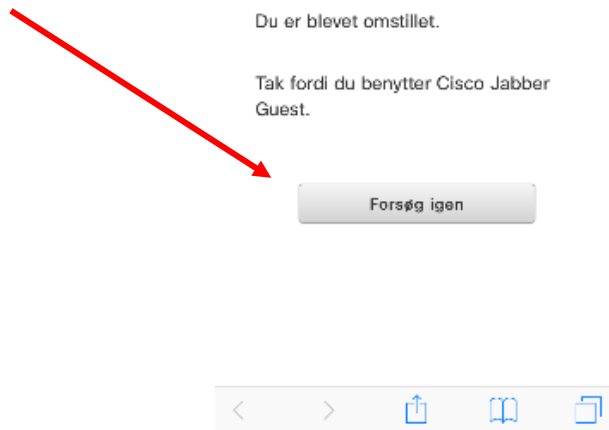 Du er blevet omstillet.
Tak fordi du benytter Cisco Jabber
Guest.
Forsøg igen